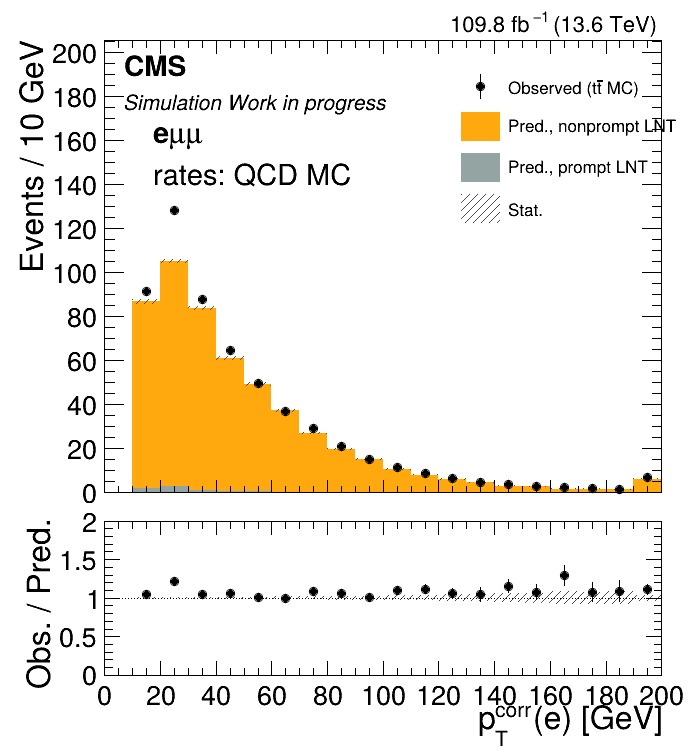 109.8 fb⁻¹ (13.6 TeV)
CMS
Simulation Work in progress
eμμ
rates: QCD MC
Observed (tt̄ MC)
Pred., nonprompt LNT
Pred., prompt LNT
Stat.
Events / 10 GeV
200
180
160
140
120
100
80
60
40
20
0
Obs. / Pred.
2
1.5
1
0.5
0
0 20 40 60 80 100 120 140 160 180 200
p_T^corr(e) [GeV]